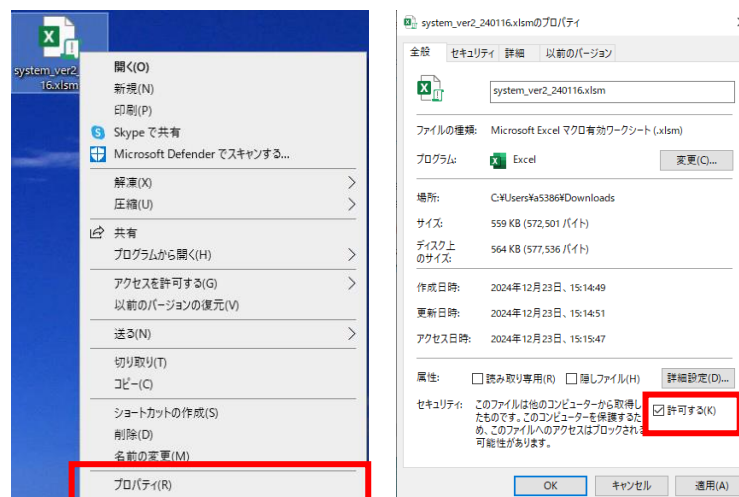 system_ver2_
16.xlsm
開く(O)
新規(N)
印刷(P)
Skype で共有
Microsoft Defender でスキャンする...
解凍(X)
圧縮(U)
共有
プログラムから開く(H)
アクセスを許可する(G)
以前のバージョンの復元(V)
送る(N)
切り取り(T)
コピー(C)
ショートカットの作成(S)
削除(D)
名前の変更(M)
プロパティ(R)
system_ver2_240116.xlsmのプロパティ
全般 セキュリティ 詳細 以前のバージョン
system_ver2_240116.xlsm
ファイルの種類: Microsoft Excel マクロ有効ワークシート (.xlsm)
プログラム: Excel 変更(C)...
場所: C:¥Users¥a5386¥Downloads
サイズ: 559 KB (572,501 バイト)
ディスク上
のサイズ: 564 KB (577,536 バイト)
作成日時: 2024年12月23日、15:14:49
更新日時: 2024年12月23日、15:14:51
アクセス日時: 2024年12月23日、15:15:47
属性: 読み取り専用(R) 隠しファイル(H) 詳細設定(D)...
セキュリティ: このファイルは他のコンピューターから取得し
たものです。このコンピューターを保護するた
め、このファイルへのアクセスはブロックされる
可能性があります。
許可する(K)
OK キャンセル 適用(A)